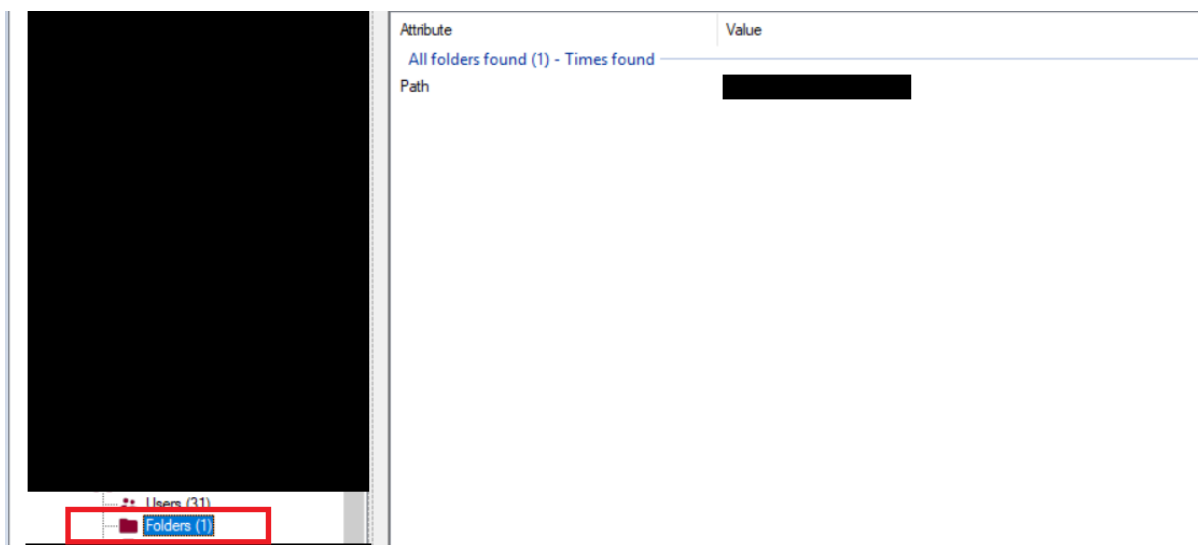 Attribute Value
All folders found (1) - Times found
Path
Users (31)
Folders (1)